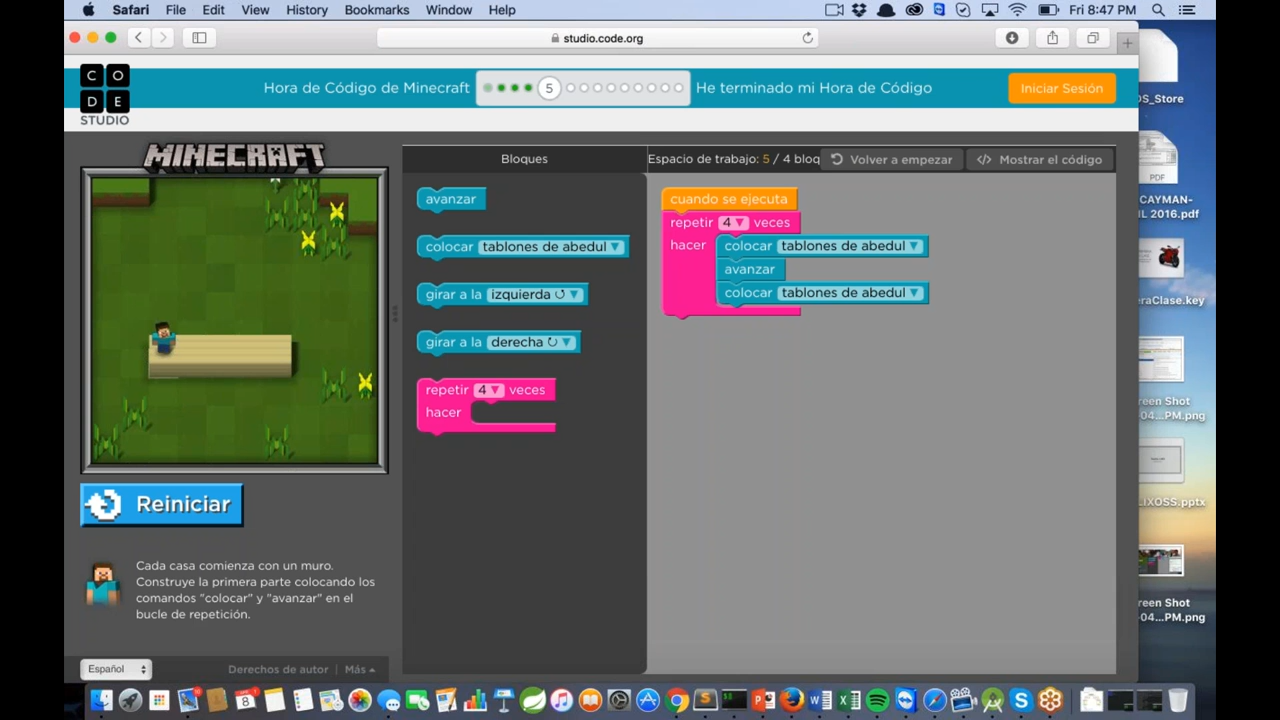 Safari File Edit View History Bookmarks Window Help Fri 8:47 PM
studio.code.org
CODE
STUDIO
Hora de Código de Minecraft 5 He terminado mi Hora de Código Iniciar Sesión
MINECRAFT
Bloques
Espacio de trabajo: 5 / 4 bloq
Volver a empezar
</> Mostrar el código
avanzar
colocar tablones de abedul
girar a la izquierda
girar a la derecha
repetir 4 veces
hacer
cuando se ejecuta
repetir 4 veces
hacer colocar tablones de abedul
avanzar
colocar tablones de abedul
Reiniciar
Cada casa comienza con un muro.
Construye la primera parte colocando los
comandos "colocar" y "avanzar" en el
bucle de repetición.
Español
Derechos de autor | Más
OS_Store
PDF
CAYMAN-
IL 2016.pdf
eraClase.key
reen Shot
-04...PM.png
LIXOSS.pptx
reen Shot
-04...PM.png
8